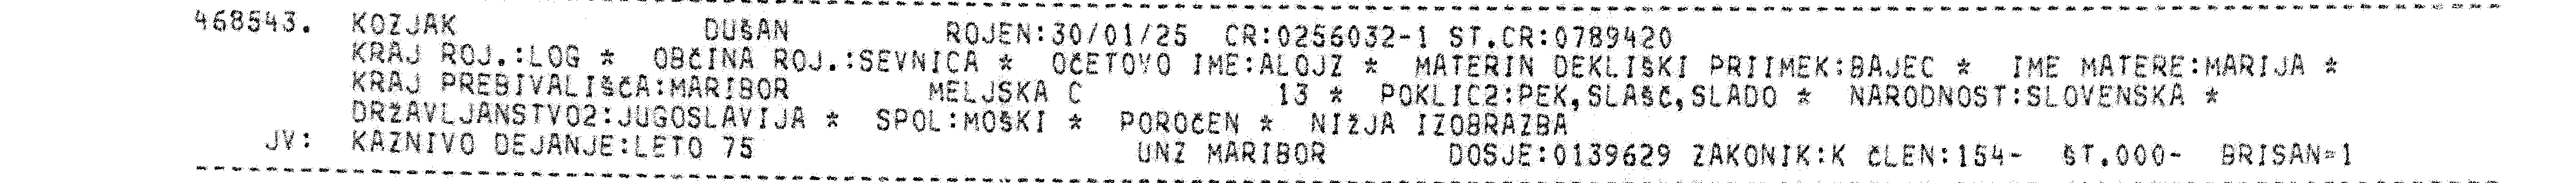 468543. KOZJAK DUŠAN ROJEN:30/01/25 CR:0256032-1 ST.CR:0789420
KRAJ ROJ.:LOG * OBČINA ROJ.:SEVNICA * OČETOVO IME:ALOJZ * MATERIN DEKLIŠKI PRIIMEK:BAJEC * IME MATERE:MARIJA *
KRAJ PREBIVALIŠČA:MARIBOR MELJSKA C 13 * POKLIC2:PEK,SLAŠČ,SLADO * NARODNOST:SLOVENSKA *
DRŽAVLJANSTVO2:JUGOSLAVIJA * SPOL:MOŠKI * POROČEN * NIŽJA IZOBRAZBA
JV: KAZNIVO DEJANJE:LETO 75 UNZ MARIBOR DOSJE:0139629 ZAKONIK:K ČLEN:154- ŠT.000- BRISAN=1